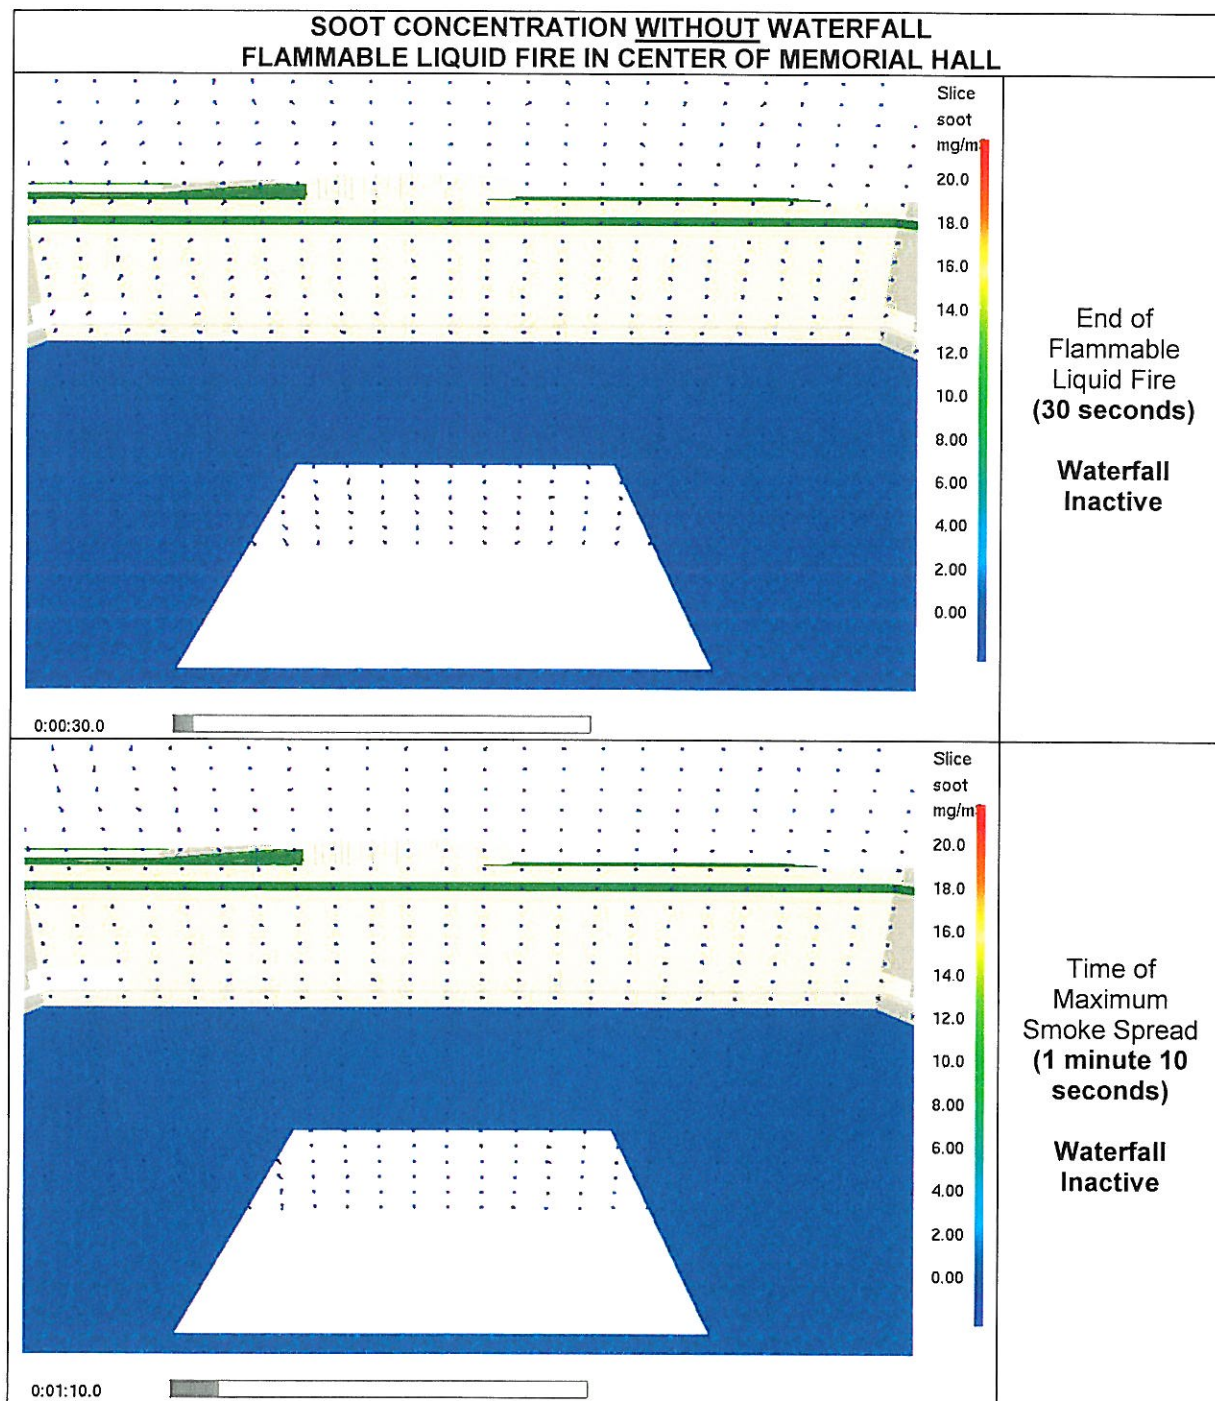 SOOT CONCENTRATION WITHOUT WATERFALL
FLAMMABLE LIQUID FIRE IN CENTER OF MEMORIAL HALL
Slice
soot
mg/m3
20.0
18.0
16.0
14.0
12.0
10.0
8.00
6.00
4.00
2.00
0.00
0:00:30.0
End of
Flammable
Liquid Fire
(30 seconds)
Waterfall
Inactive
Slice
soot
mg/m3
20.0
18.0
16.0
14.0
12.0
10.0
8.00
6.00
4.00
2.00
0.00
0:01:10.0
Time of
Maximum
Smoke Spread
(1 minute 10
seconds)
Waterfall
Inactive